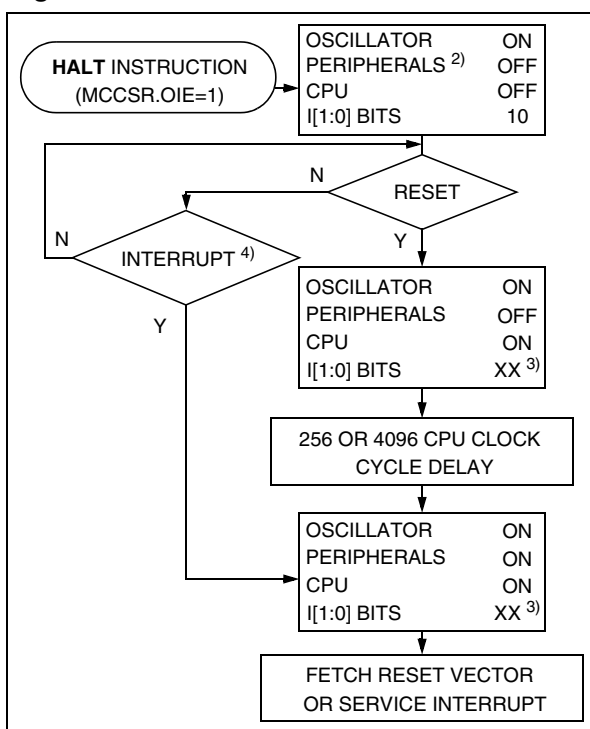 HALT INSTRUCTION
(MCCSR.OIE=1)
OSCILLATOR ON
PERIPHERALS 2) OFF
CPU OFF
I[1:0] BITS 10
N
RESET
N
INTERRUPT 4)
Y
Y
OSCILLATOR ON
PERIPHERALS OFF
CPU ON
I[1:0] BITS XX 3)
256 OR 4096 CPU CLOCK
CYCLE DELAY
OSCILLATOR ON
PERIPHERALS ON
CPU ON
I[1:0] BITS XX 3)
FETCH RESET VECTOR
OR SERVICE INTERRUPT